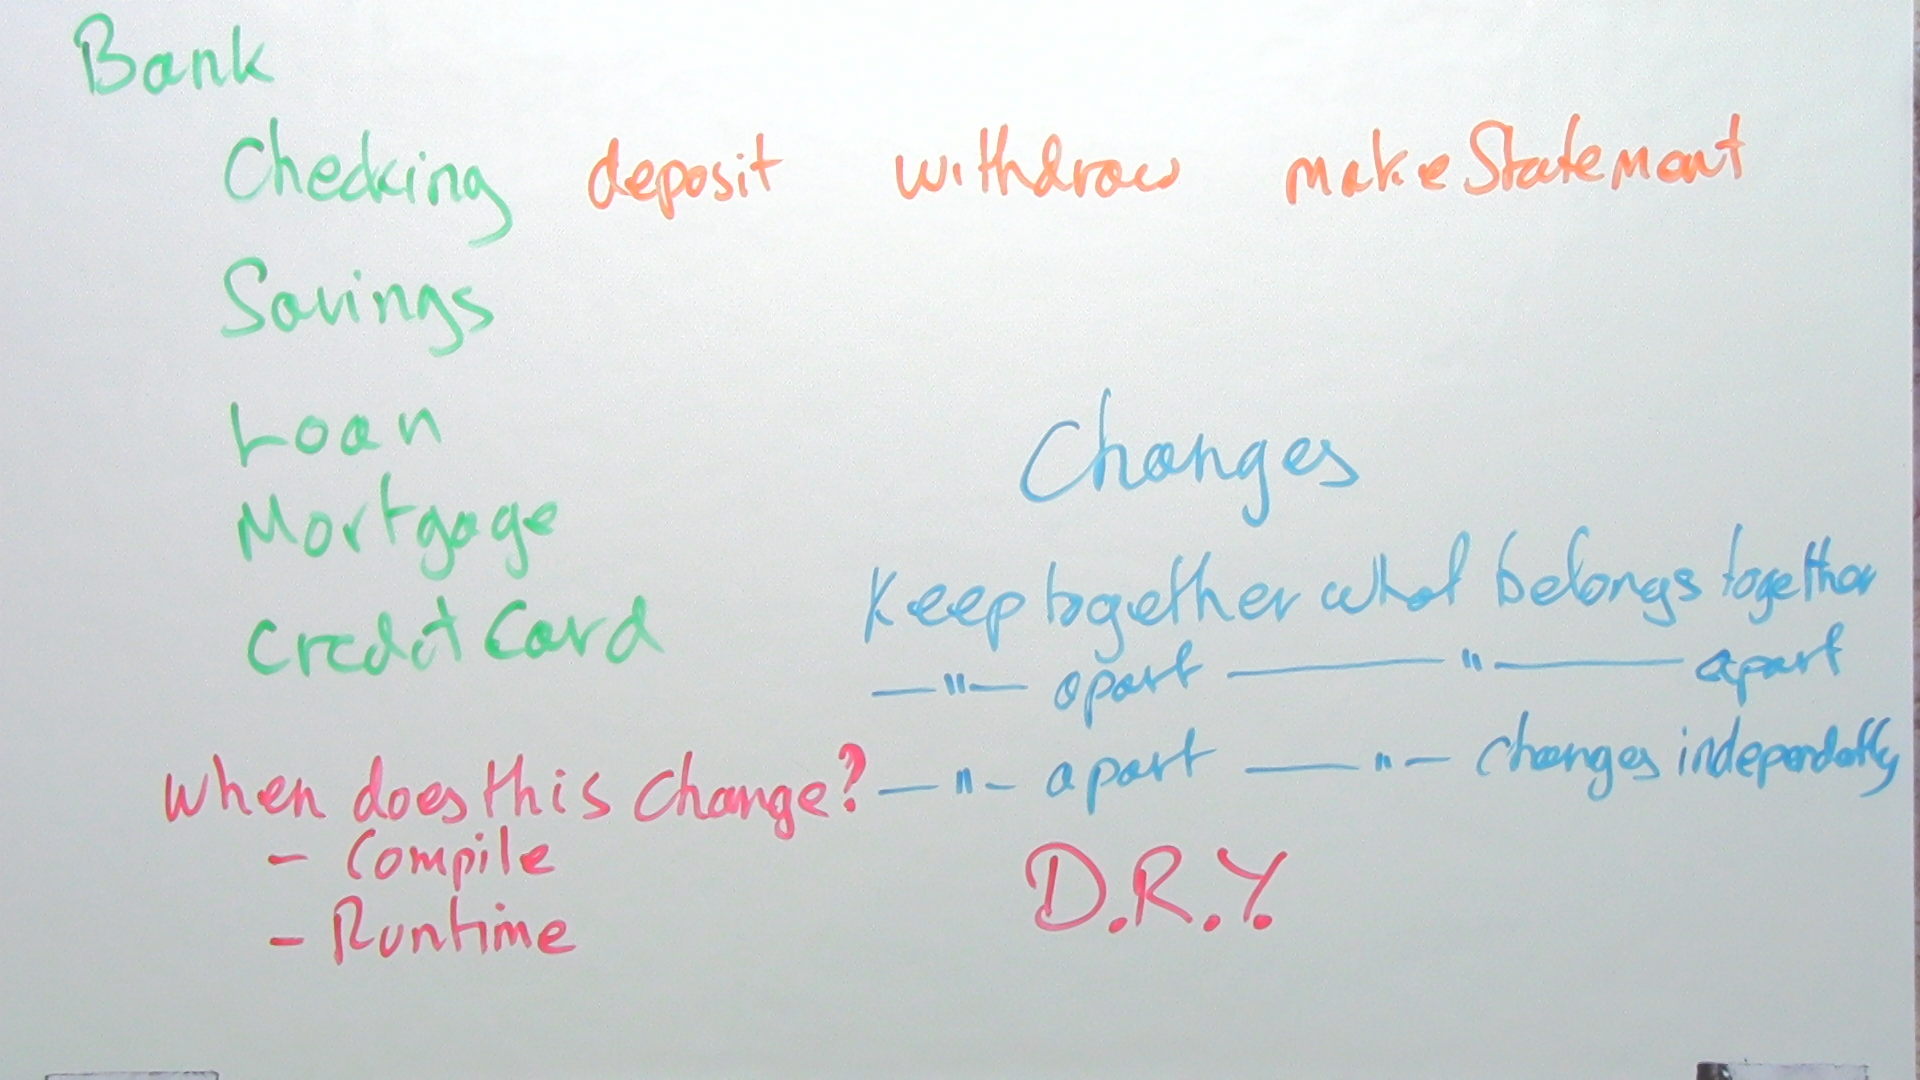 Bank
Checking deposit withdraw makeStatement
Savings
Loan
Mortgage
Credit Card
Changes
Keep together what belongs together
—"— apart ——"—— apart
—"— apart ——"— changes independently
When does this change?
- Compile
- Runtime
D.R.Y.